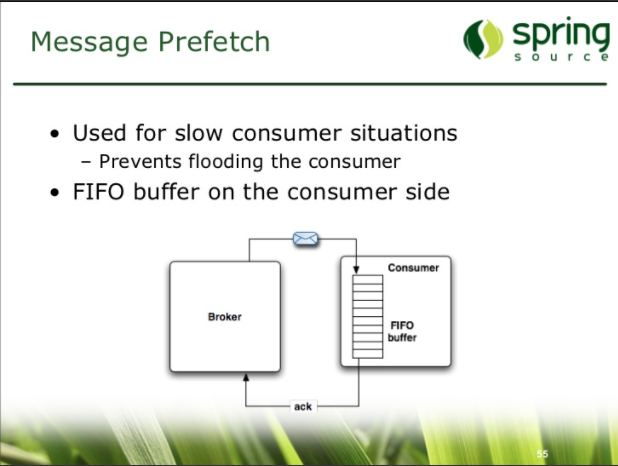 Message Prefetch
spring
source
• Used for slow consumer situations
– Prevents flooding the consumer
• FIFO buffer on the consumer side
Consumer
Broker
FIFO
buffer
ack
55